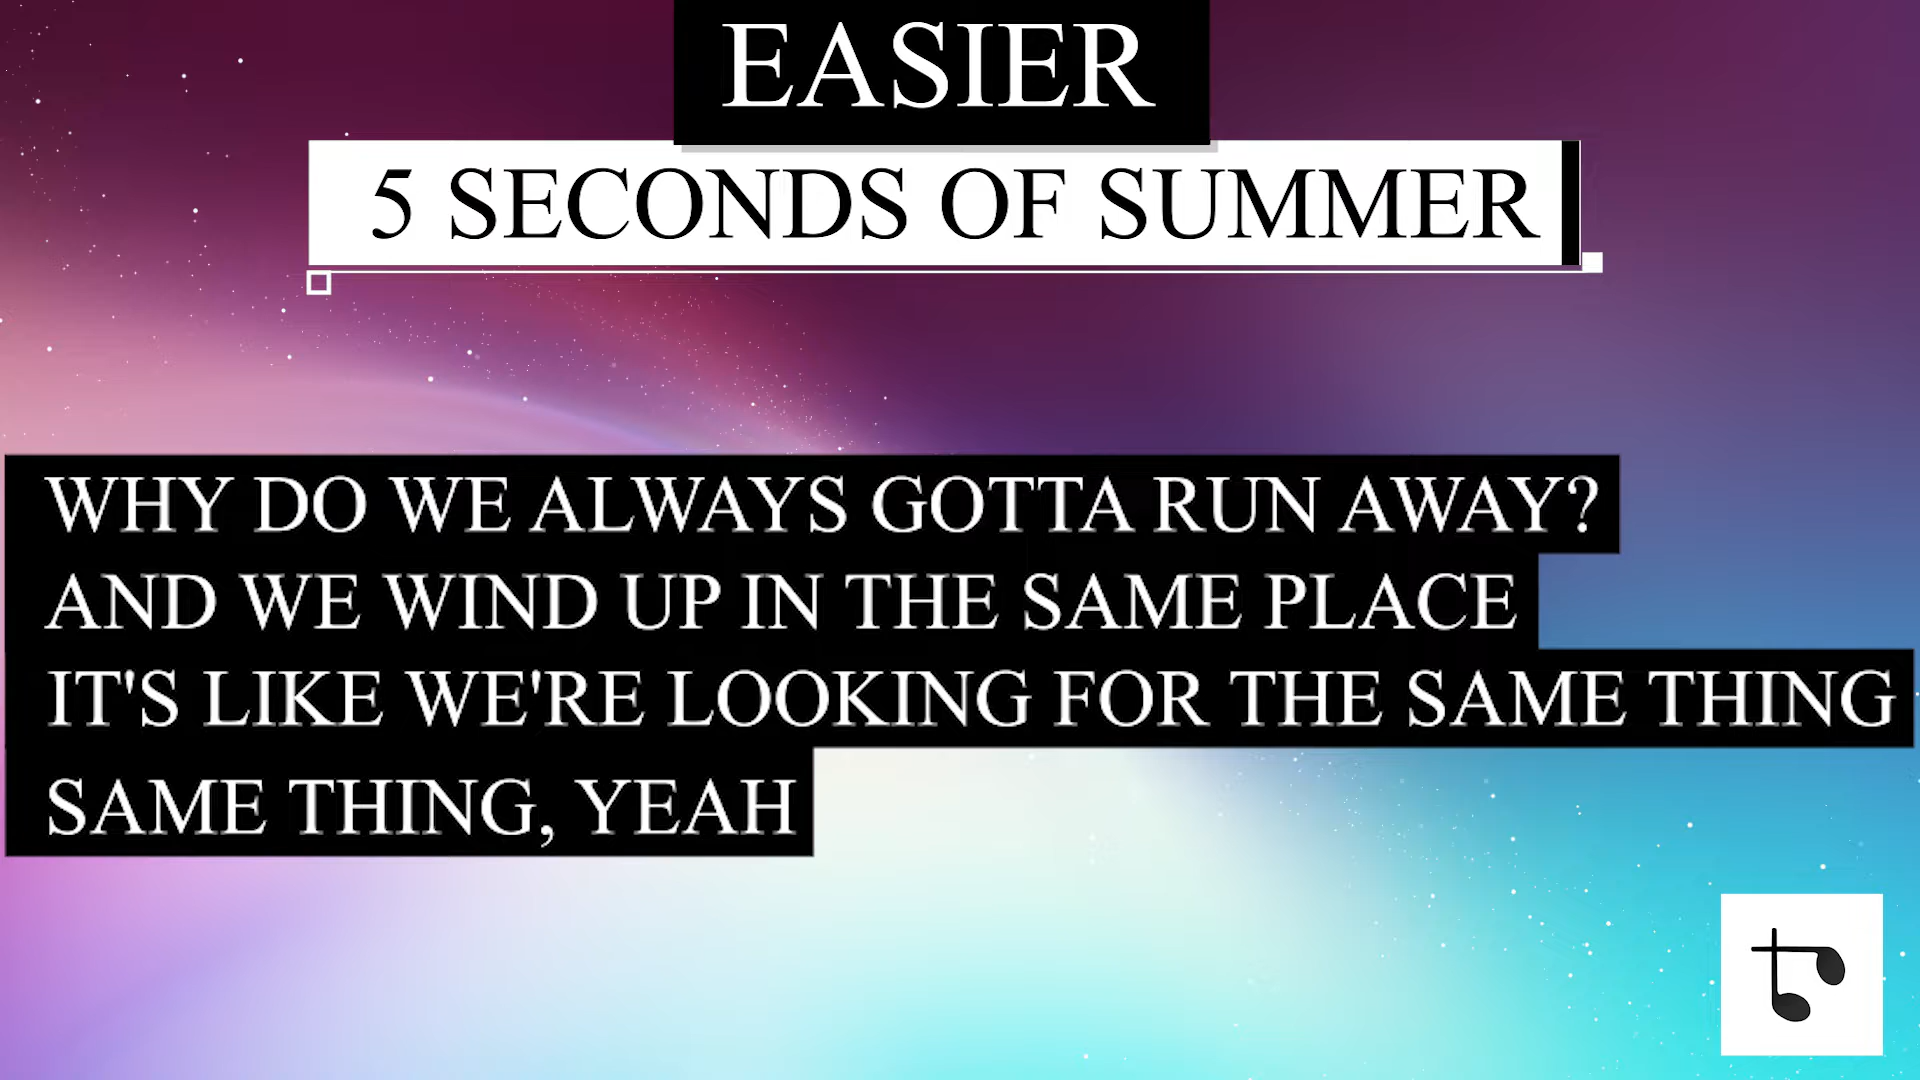 EASIER
5 SECONDS OF SUMMER
WHY DO WE ALWAYS GOTTA RUN AWAY?
AND WE WIND UP IN THE SAME PLACE
IT'S LIKE WE'RE LOOKING FOR THE SAME THING
SAME THING, YEAH